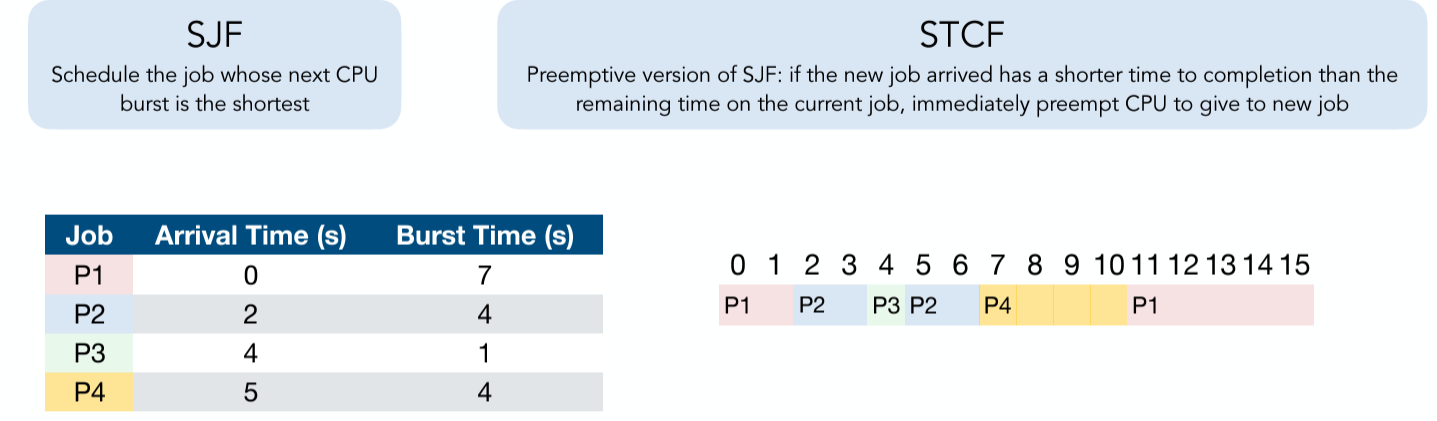 SJF
Schedule the job whose next CPU
burst is the shortest
STCF
Preemptive version of SJF: if the new job arrived has a shorter time to completion than the
remaining time on the current job, immediately preempt CPU to give to new job
Job Arrival Time (s) Burst Time (s)
P1 0 7
P2 2 4
P3 4 1
P4 5 4
0 1 2 3 4 5 6 7 8 9 10 11 12 13 14 15
P1 P2 P3 P2 P4 P1